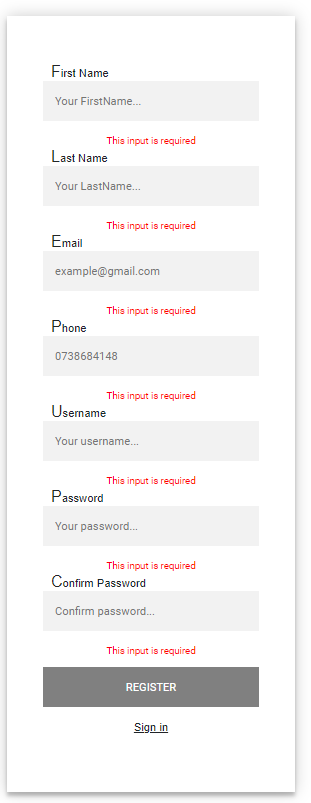 First Name
Your FirstName...
This input is required
Last Name
Your LastName...
This input is required
Email
example@gmail.com
This input is required
Phone
0738684148
This input is required
Username
Your username...
This input is required
Password
Your password...
This input is required
Confirm Password
Confirm password...
This input is required
REGISTER
Sign in